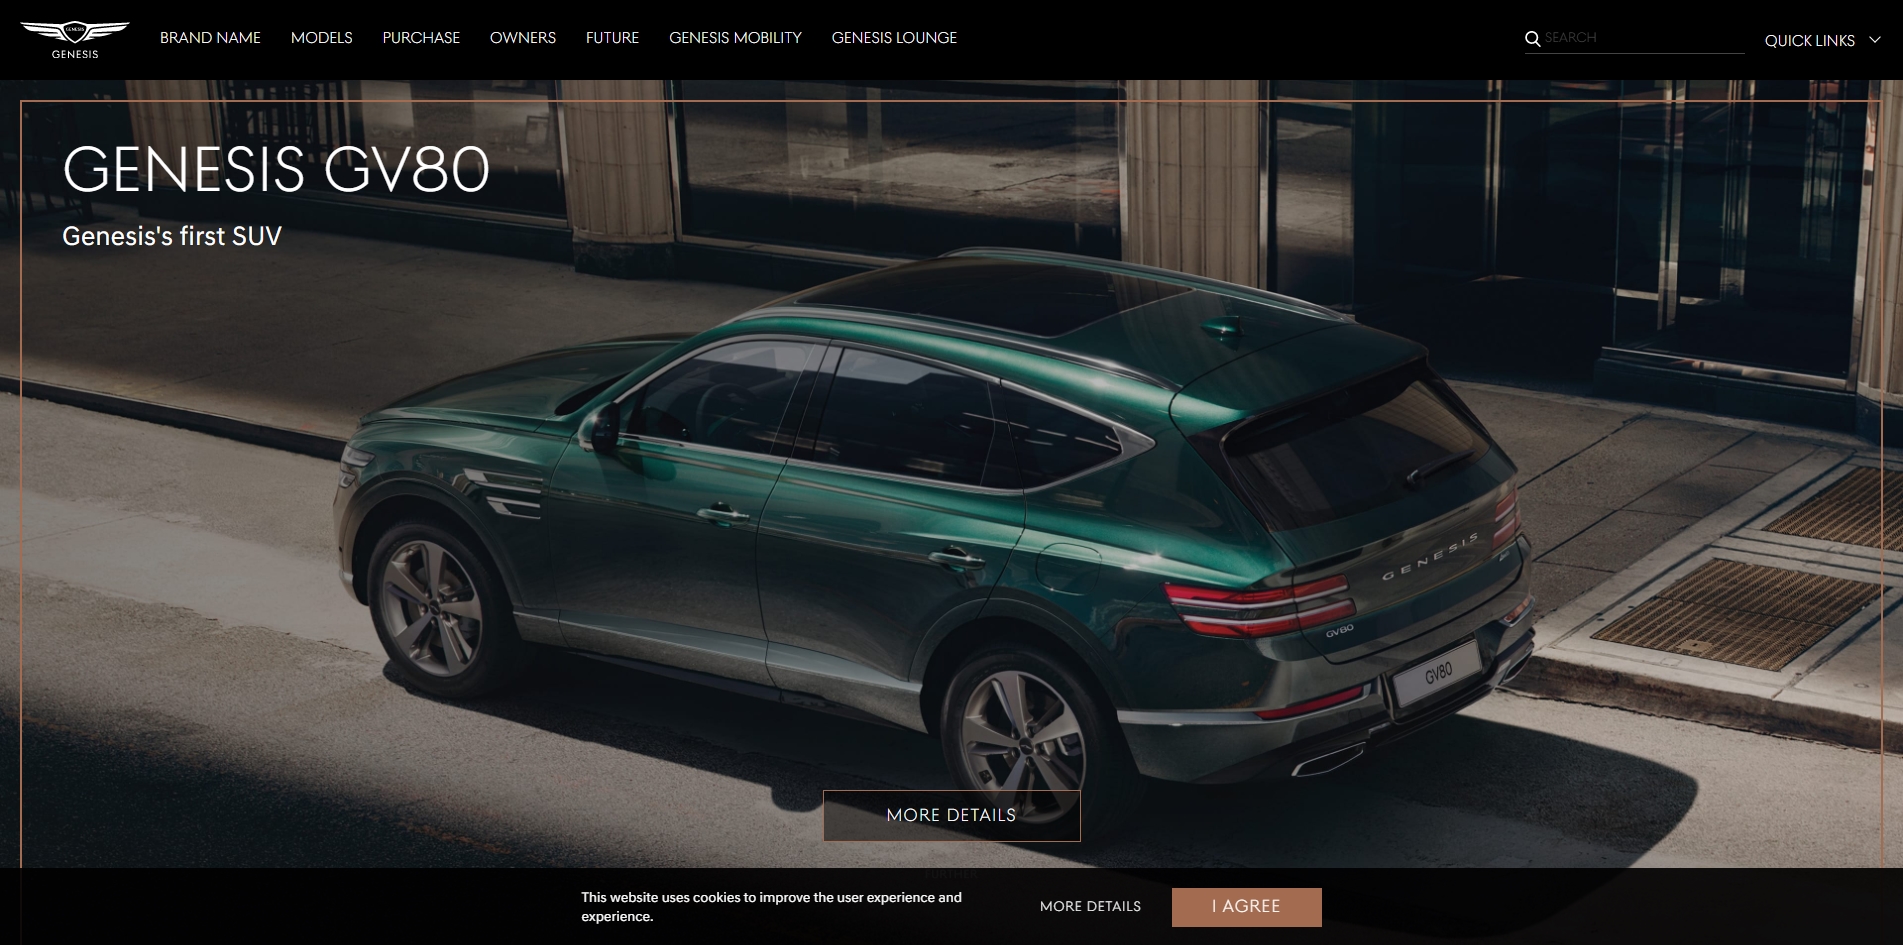 GENESIS
GENESIS
BRAND NAME
MODELS
PURCHASE
OWNERS
FUTURE
GENESIS MOBILITY
GENESIS LOUNGE
SEARCH
QUICK LINKS
GENESIS GV80
Genesis's first SUV
GENESIS
GV80
GV80
MORE DETAILS
FURTHER
This website uses cookies to improve the user experience and
experience.
MORE DETAILS
I AGREE